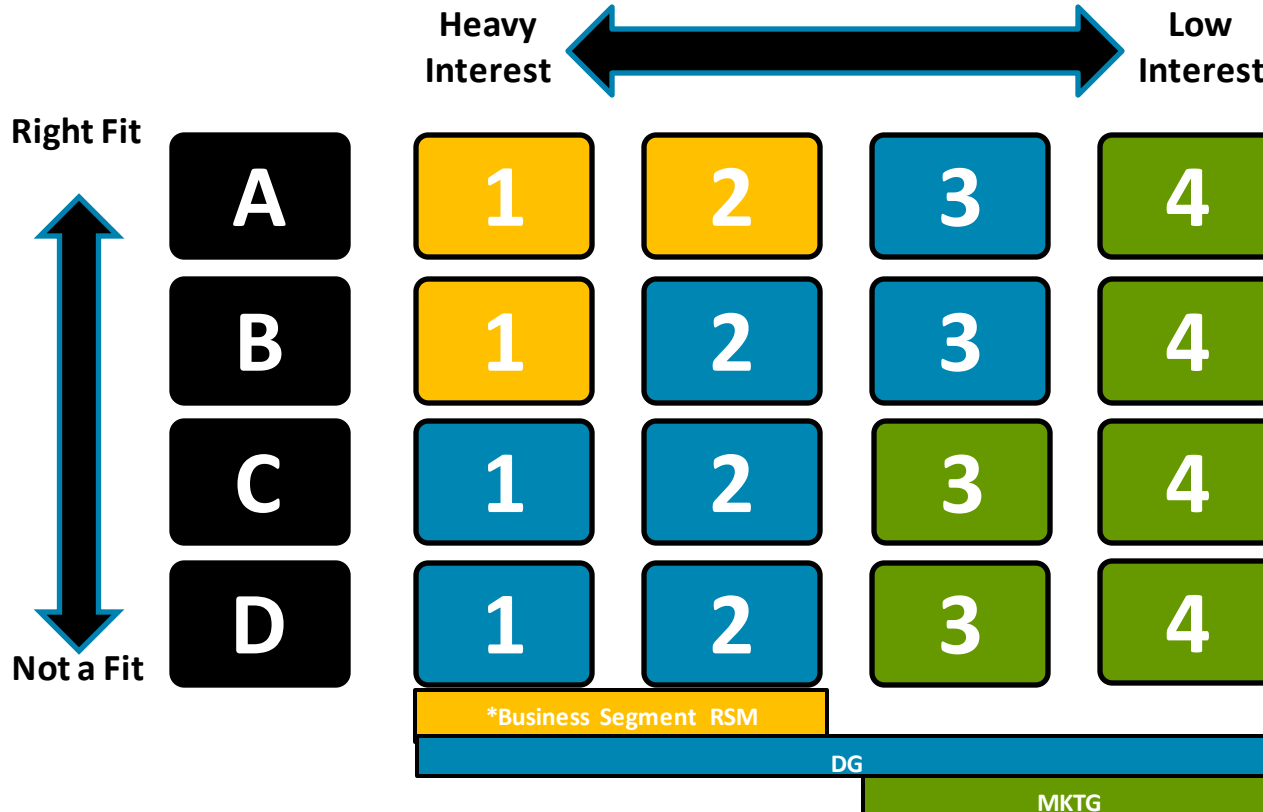 Heavy
Interest
Low
Interest
Right Fit
A 1 2 3 4
B 1 2 3 4
C 1 2 3 4
D 1 2 3 4
Not a Fit
*Business Segment RSM
DG
MKTG